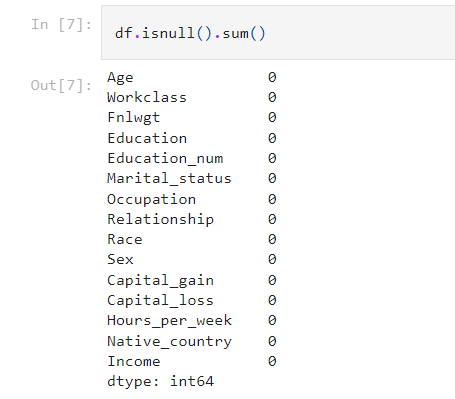 In [7]: df.isnull().sum()
Out[7]: Age 0
Workclass 0
Fnlwgt 0
Education 0
Education_num 0
Marital_status 0
Occupation 0
Relationship 0
Race 0
Sex 0
Capital_gain 0
Capital_loss 0
Hours_per_week 0
Native_country 0
Income 0
dtype: int64